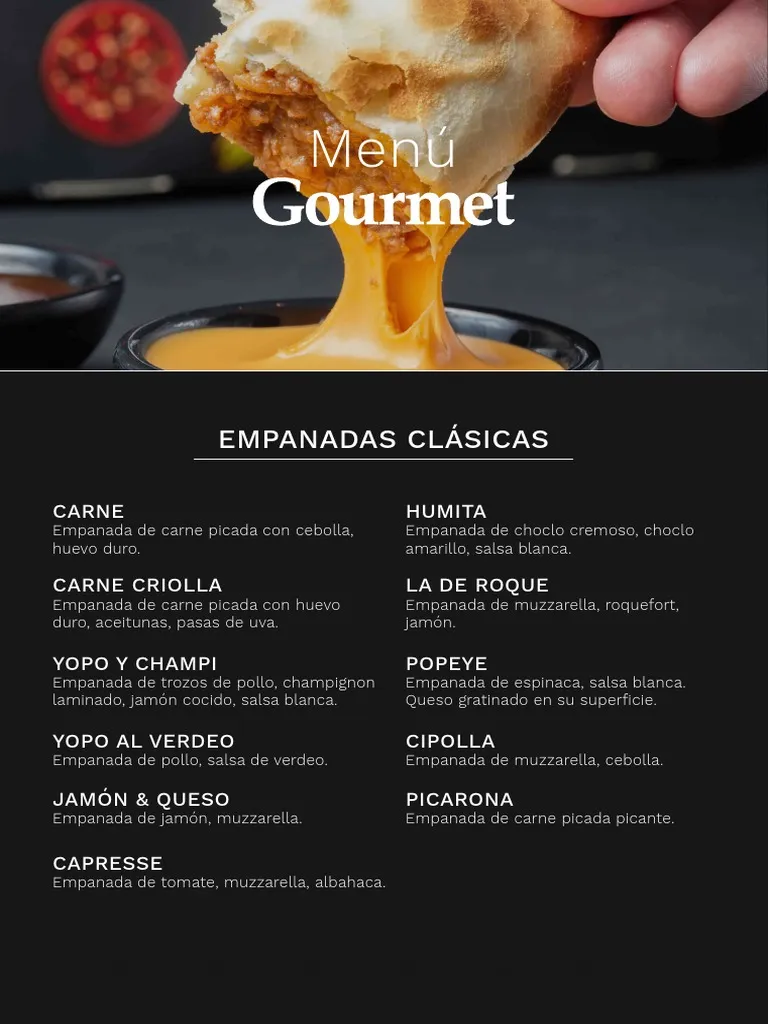 Menú
Gourmet
EMPANADAS CLÁSICAS
CARNE
Empanada de carne picada con cebolla,
huevo duro.
CARNE CRIOLLA
Empanada de carne picada con huevo
duro, aceitunas, pasas de uva.
YOPO Y CHAMPI
Empanada de trozos de pollo, champignon
laminado, jamón cocido, salsa blanca.
YOPO AL VERDEO
Empanada de pollo, salsa de verdeo.
JAMÓN & QUESO
Empanada de jamón, muzzarella.
CAPRESSE
Empanada de tomate, muzzarella, albahaca.
HUMITA
Empanada de choclo cremoso, choclo
amarillo, salsa blanca.
LA DE ROQUE
Empanada de muzzarella, roquefort,
jamón.
POPEYE
Empanada de espinaca, salsa blanca.
Queso gratinado en su superficie.
CIPOLLA
Empanada de muzzarella, cebolla.
PICARONA
Empanada de carne picada picante.